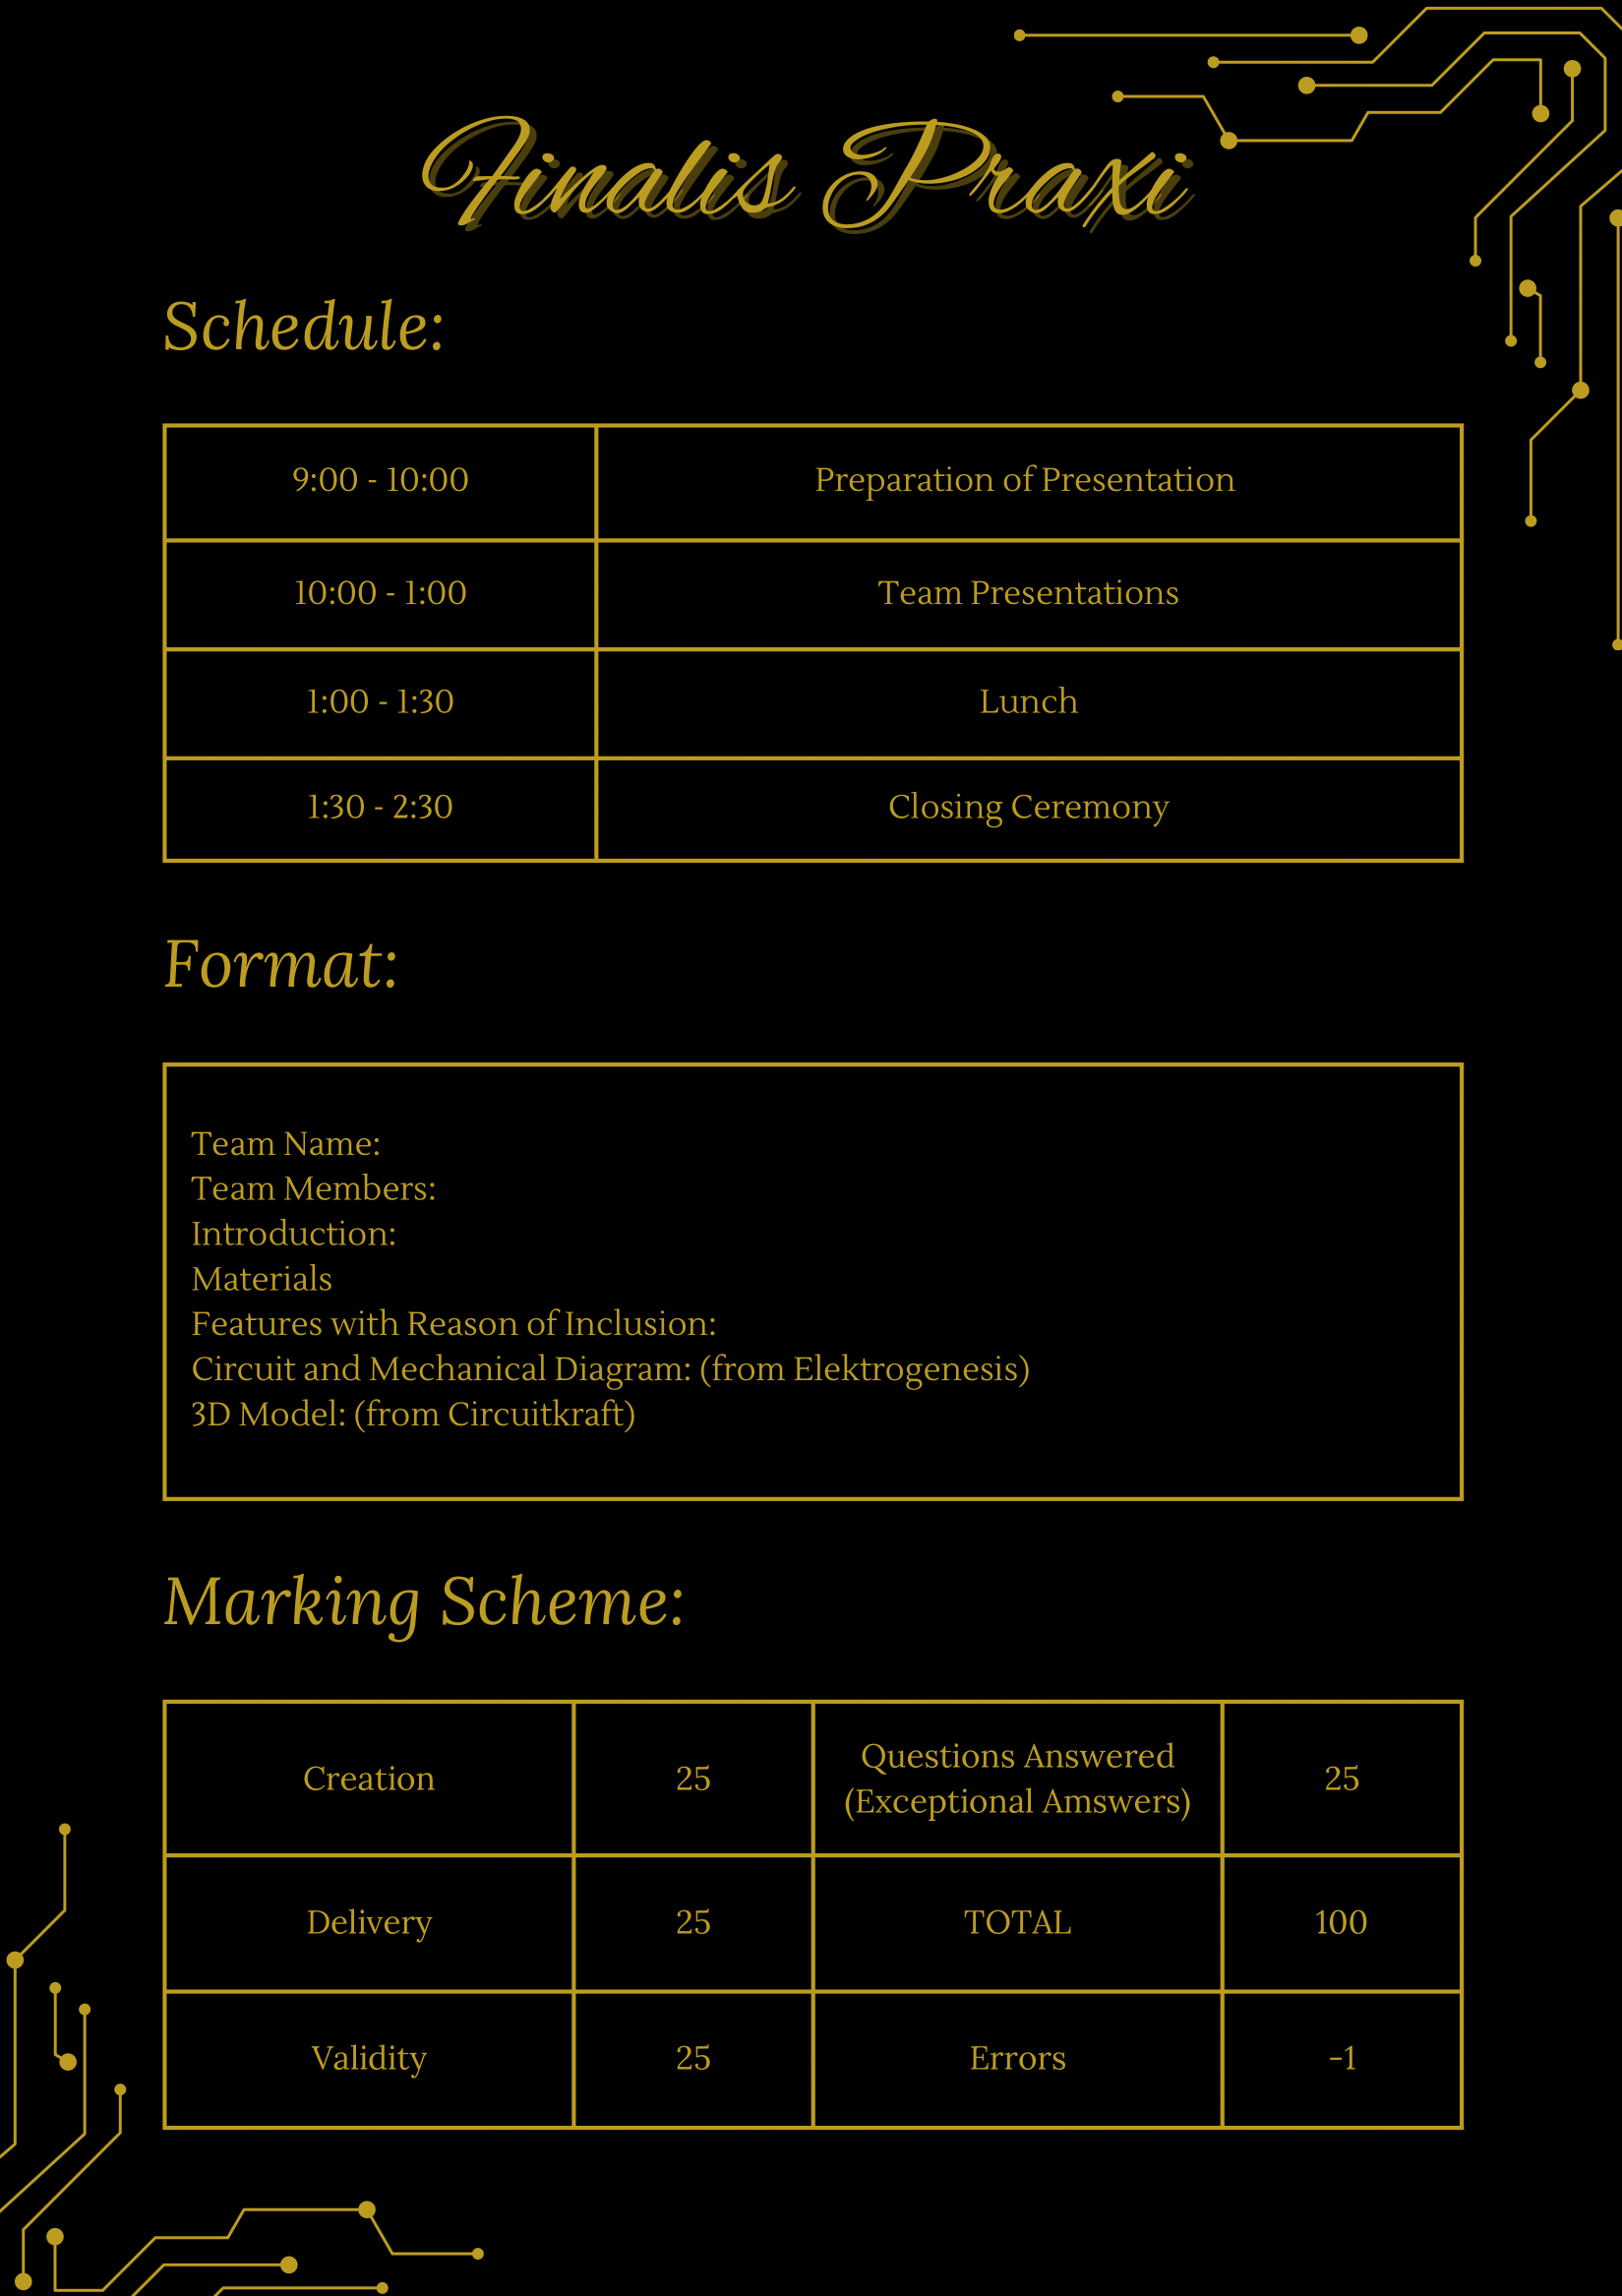 Finalis Praxi
Schedule:
9:00 - 10:00
Preparation of Presentation
10:00 - 1:00
Team Presentations
1:00 - 1:30
Lunch
1:30 - 2:30
Closing Ceremony
Format:
Team Name:
Team Members:
Introduction:
Materials
Features with Reason of Inclusion:
Circuit and Mechanical Diagram: (from Elektrogenesis)
3D Model: (from Circuitkraft)
Marking Scheme:
Creation
25
Questions Answered
(Exceptional Amswers)
25
Delivery
25
TOTAL
100
Validity
25
Errors
-1